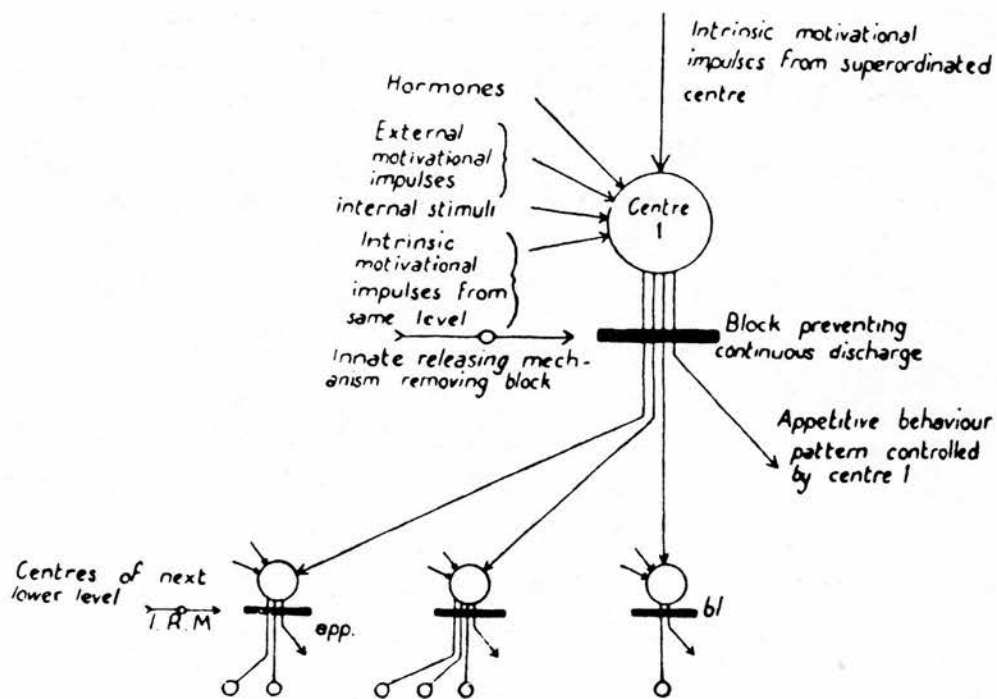 Intrinsic motivational
impulses from superordinated
centre
Hormones
External
motivational
impulses
internal stimuli
Intrinsic
motivational
impulses from
same level
Centre
1
Innate releasing mech-
anism removing block
Block preventing
continuous discharge
Appetitive behaviour
pattern controlled
by centre 1
Centres of next
lower level
I.R.M
app.
bl